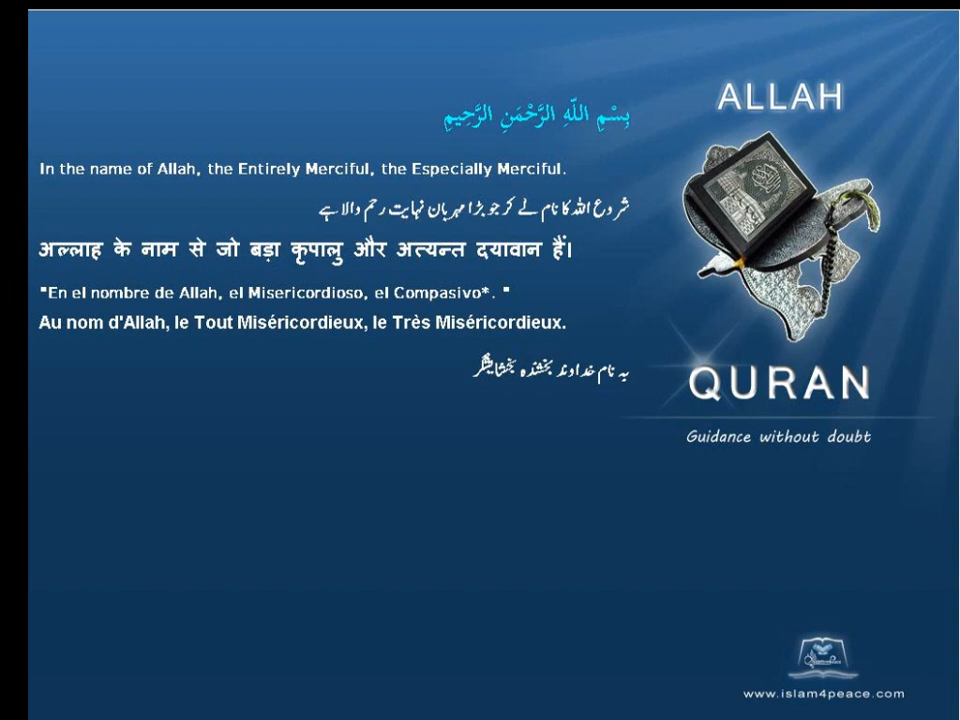 بِسْمِ اللّهِ الرَّحْمَنِ الرَّحِيمِ
In the name of Allah, the Entirely Merciful, the Especially Merciful.
شروع اللہ کا نام لے کر جو بڑا مہربان نہایت رحم والا ہے
अल्लाह के नाम से जो बड़ा कृपालु और अत्यन्त दयावान हैं।
"En el nombre de Allah, el Misericordioso, el Compasivo*. "
Au nom d'Allah, le Tout Miséricordieux, le Très Miséricordieux.
به نام خداوند بخشنده بخشایشگر
ALLAH
QURAN
Guidance without doubt
www.islam4peace.com